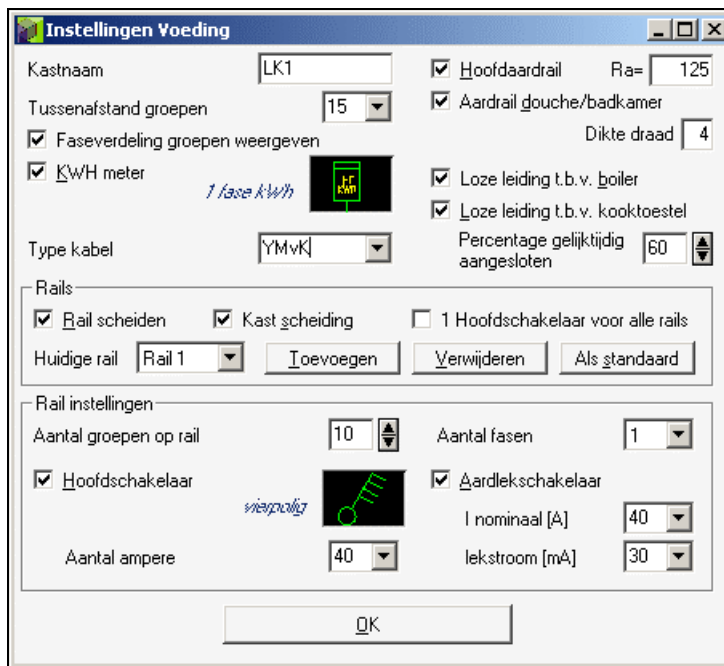 Instellingen Voeding
Kastnaam LK1
Hoofdaardrail Ra= 125
Tussenafstand groepen 15
Aardrail douche/badkamer
Faseverdeling groepen weergeven
Dikte draad 4
KWH meter
1 fase kWh
Loze leiding t.b.v. boiler
Loze leiding t.b.v. kooktoestel
Type kabel YMvK
Percentage gelijktijdig
aangesloten 60
Rails
Rail scheiden Kast scheiding 1 Hoofdschakelaar voor alle rails
Huidige rail Rail 1 Toevoegen Verwijderen Als standaard
Rail instellingen
Aantal groepen op rail 10 Aantal fasen 1
Hoofdschakelaar
vierpolig
Aardlekschakelaar
I nominaal [A] 40
Aantal ampere 40
lekstroom [mA] 30
OK